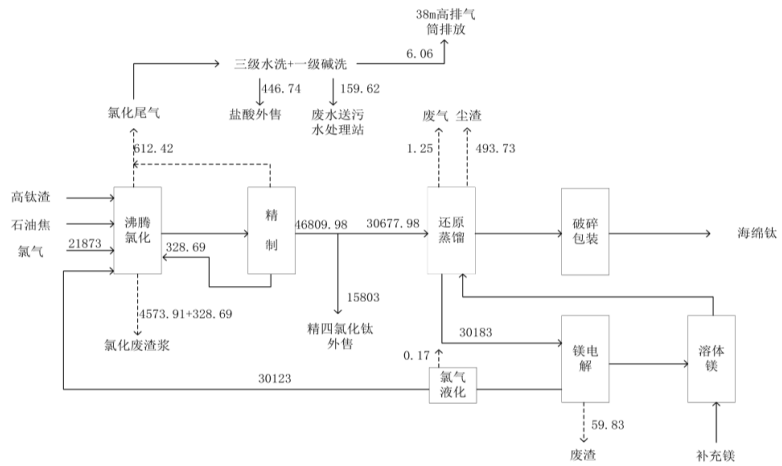 38m高排气
筒排放
6.06
三级水洗+一级碱洗
446.74
159.62
氯化尾气
盐酸外售
废水送污
水处理站
废气
尘渣
612.42
1.25
493.73
高钛渣
石油焦
氯气
21873
沸腾
氯化
328.69
精
制
46809.98
30677.98
还原
蒸馏
破碎
包装
海绵钛
4573.91+328.69
15803
氯化废渣浆
精四氯化钛
外售
30183
0.17
镁电
解
溶体
镁
30123
氯气
液化
59.83
废渣
补充镁